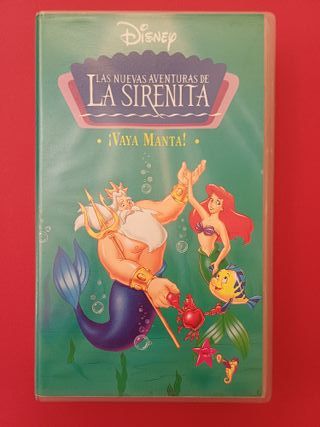 Disney
LAS NUEVAS AVENTURAS DE
LA SIRENITA
• ¡VAYA MANTA! •